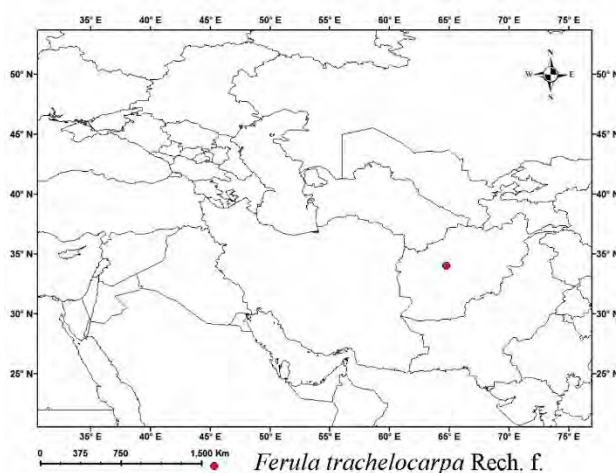 35° E 40° E 45° E 50° E 55° E 60° E 65° E 70° E 75° E
50° N 50° N
45° N 45° N
40° N 40° N
35° N 35° N
30° N 30° N
25° N 25° N
N
W E
S
35° E 40° E 45° E 50° E 55° E 60° E 65° E 70° E 75° E
0 375 750 1,500 Km
Ferula trachelocarpa Rech. f.